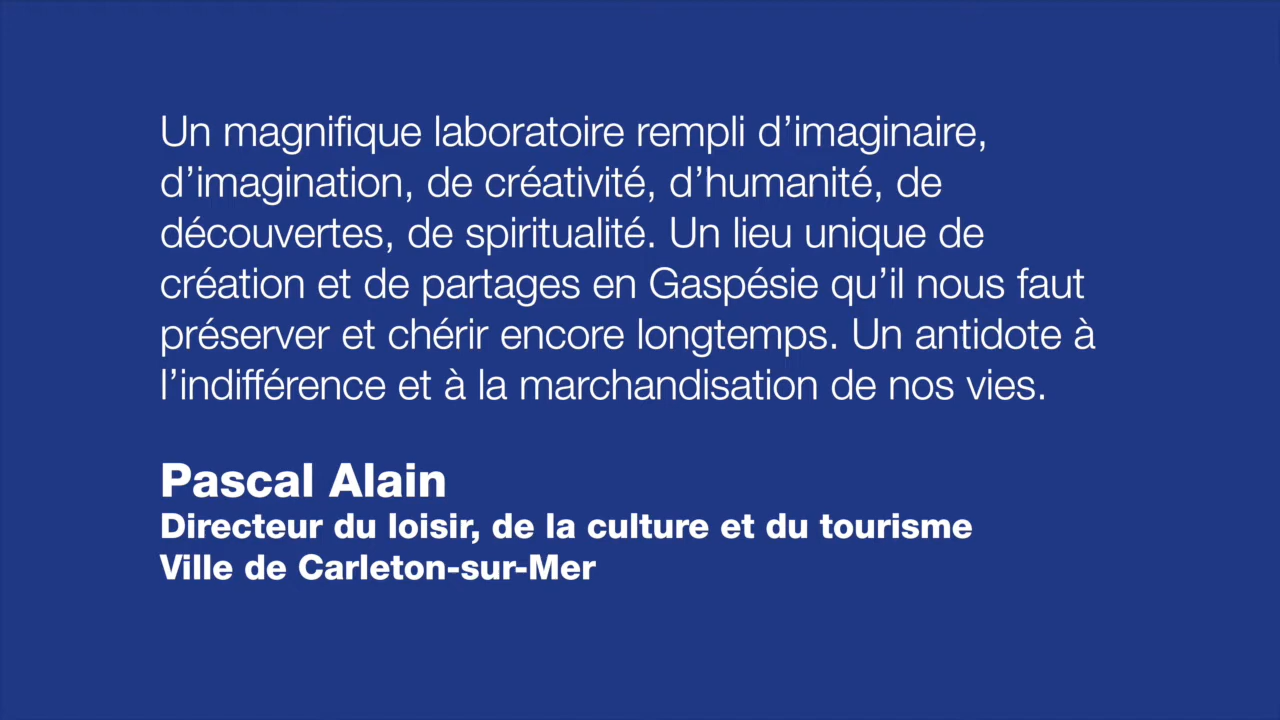 Un magnifique laboratoire rempli d’imaginaire,
d’imagination, de créativité, d’humanité, de
découvertes, de spiritualité. Un lieu unique de
création et de partages en Gaspésie qu’il nous faut
préserver et chérir encore longtemps. Un antidote à
l’indifférence et à la marchandisation de nos vies.
Pascal Alain
Directeur du loisir, de la culture et du tourisme
Ville de Carleton-sur-Mer